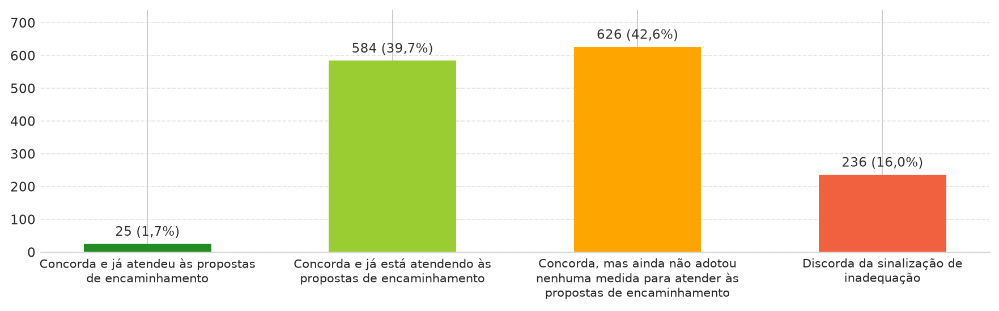 700
600
500
400
300
200
100
0
25 (1,7%)
584 (39,7%)
626 (42,6%)
236 (16,0%)
Concorda e já atendeu às propostas
de encaminhamento
Concorda e já está atendendo às
propostas de encaminhamento
Concorda, mas ainda não adotou
nenhuma medida para atender às
propostas de encaminhamento
Discorda da sinalização de
inadequação